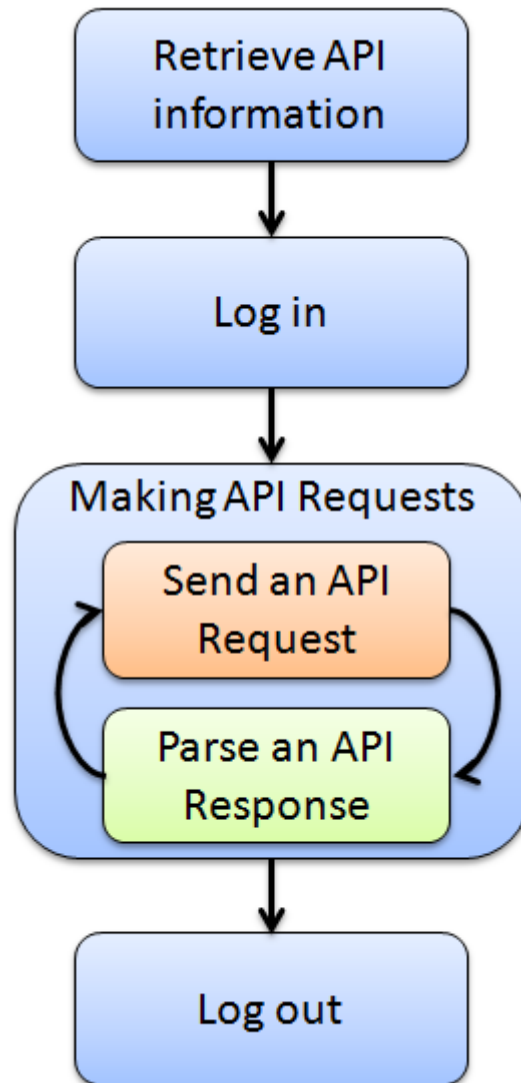 Retrieve API
information
Log in
Making API Requests
Send an API
Request
Parse an API
Response
Log out